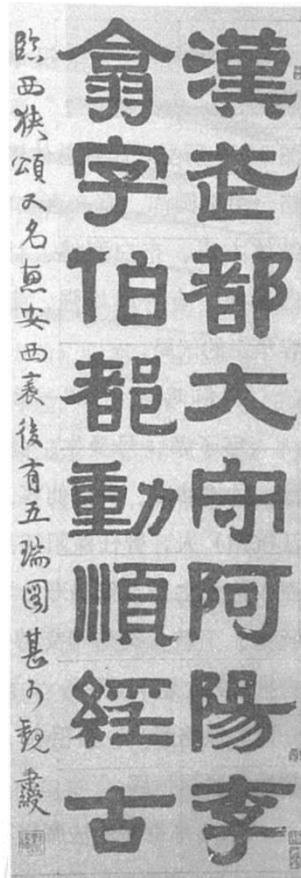 漢武都大守阿陽李
翕字伯都動順經古
臨西狹頌又名惠安西表後有五瑞圖甚可觀